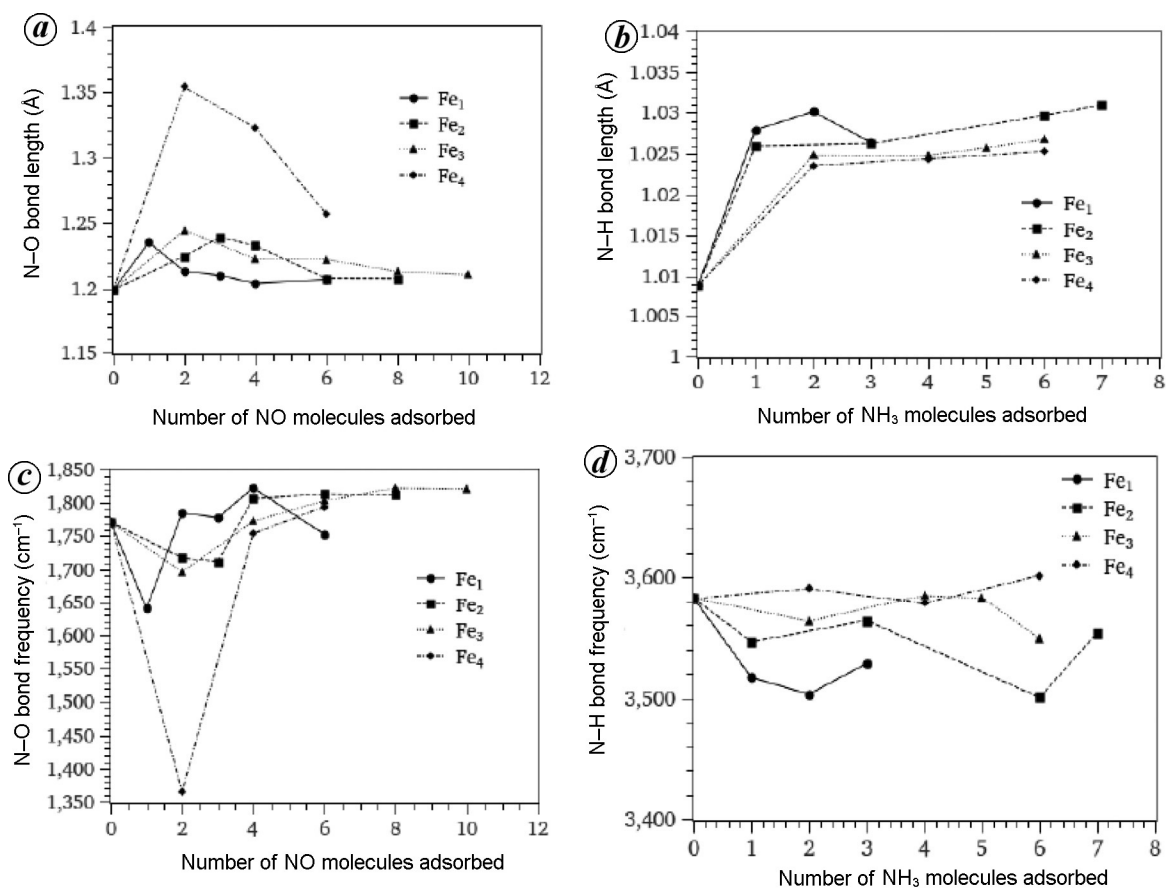 a
1.4
1.35
1.3
1.25
1.2
1.15
N–O bond length (Å)
0 2 4 6 8 10 12
Number of NO molecules adsorbed
Fe1
Fe2
Fe3
Fe4
b
1.04
1.035
1.03
1.025
1.02
1.015
1.01
1.005
1
N–H bond length (Å)
0 1 2 3 4 5 6 7 8
Number of NH3 molecules adsorbed
Fe1
Fe2
Fe3
Fe4
c
1,850
1,800
1,750
1,700
1,650
1,600
1,550
1,500
1,450
1,400
1,350
N–O bond frequency (cm–1)
0 2 4 6 8 10 12
Number of NO molecules adsorbed
Fe1
Fe2
Fe3
Fe4
d
3,700
3,600
3,500
3,400
N–H bond frequency (cm–1)
0 1 2 3 4 5 6 7 8
Number of NH3 molecules adsorbed
Fe1
Fe2
Fe3
Fe4